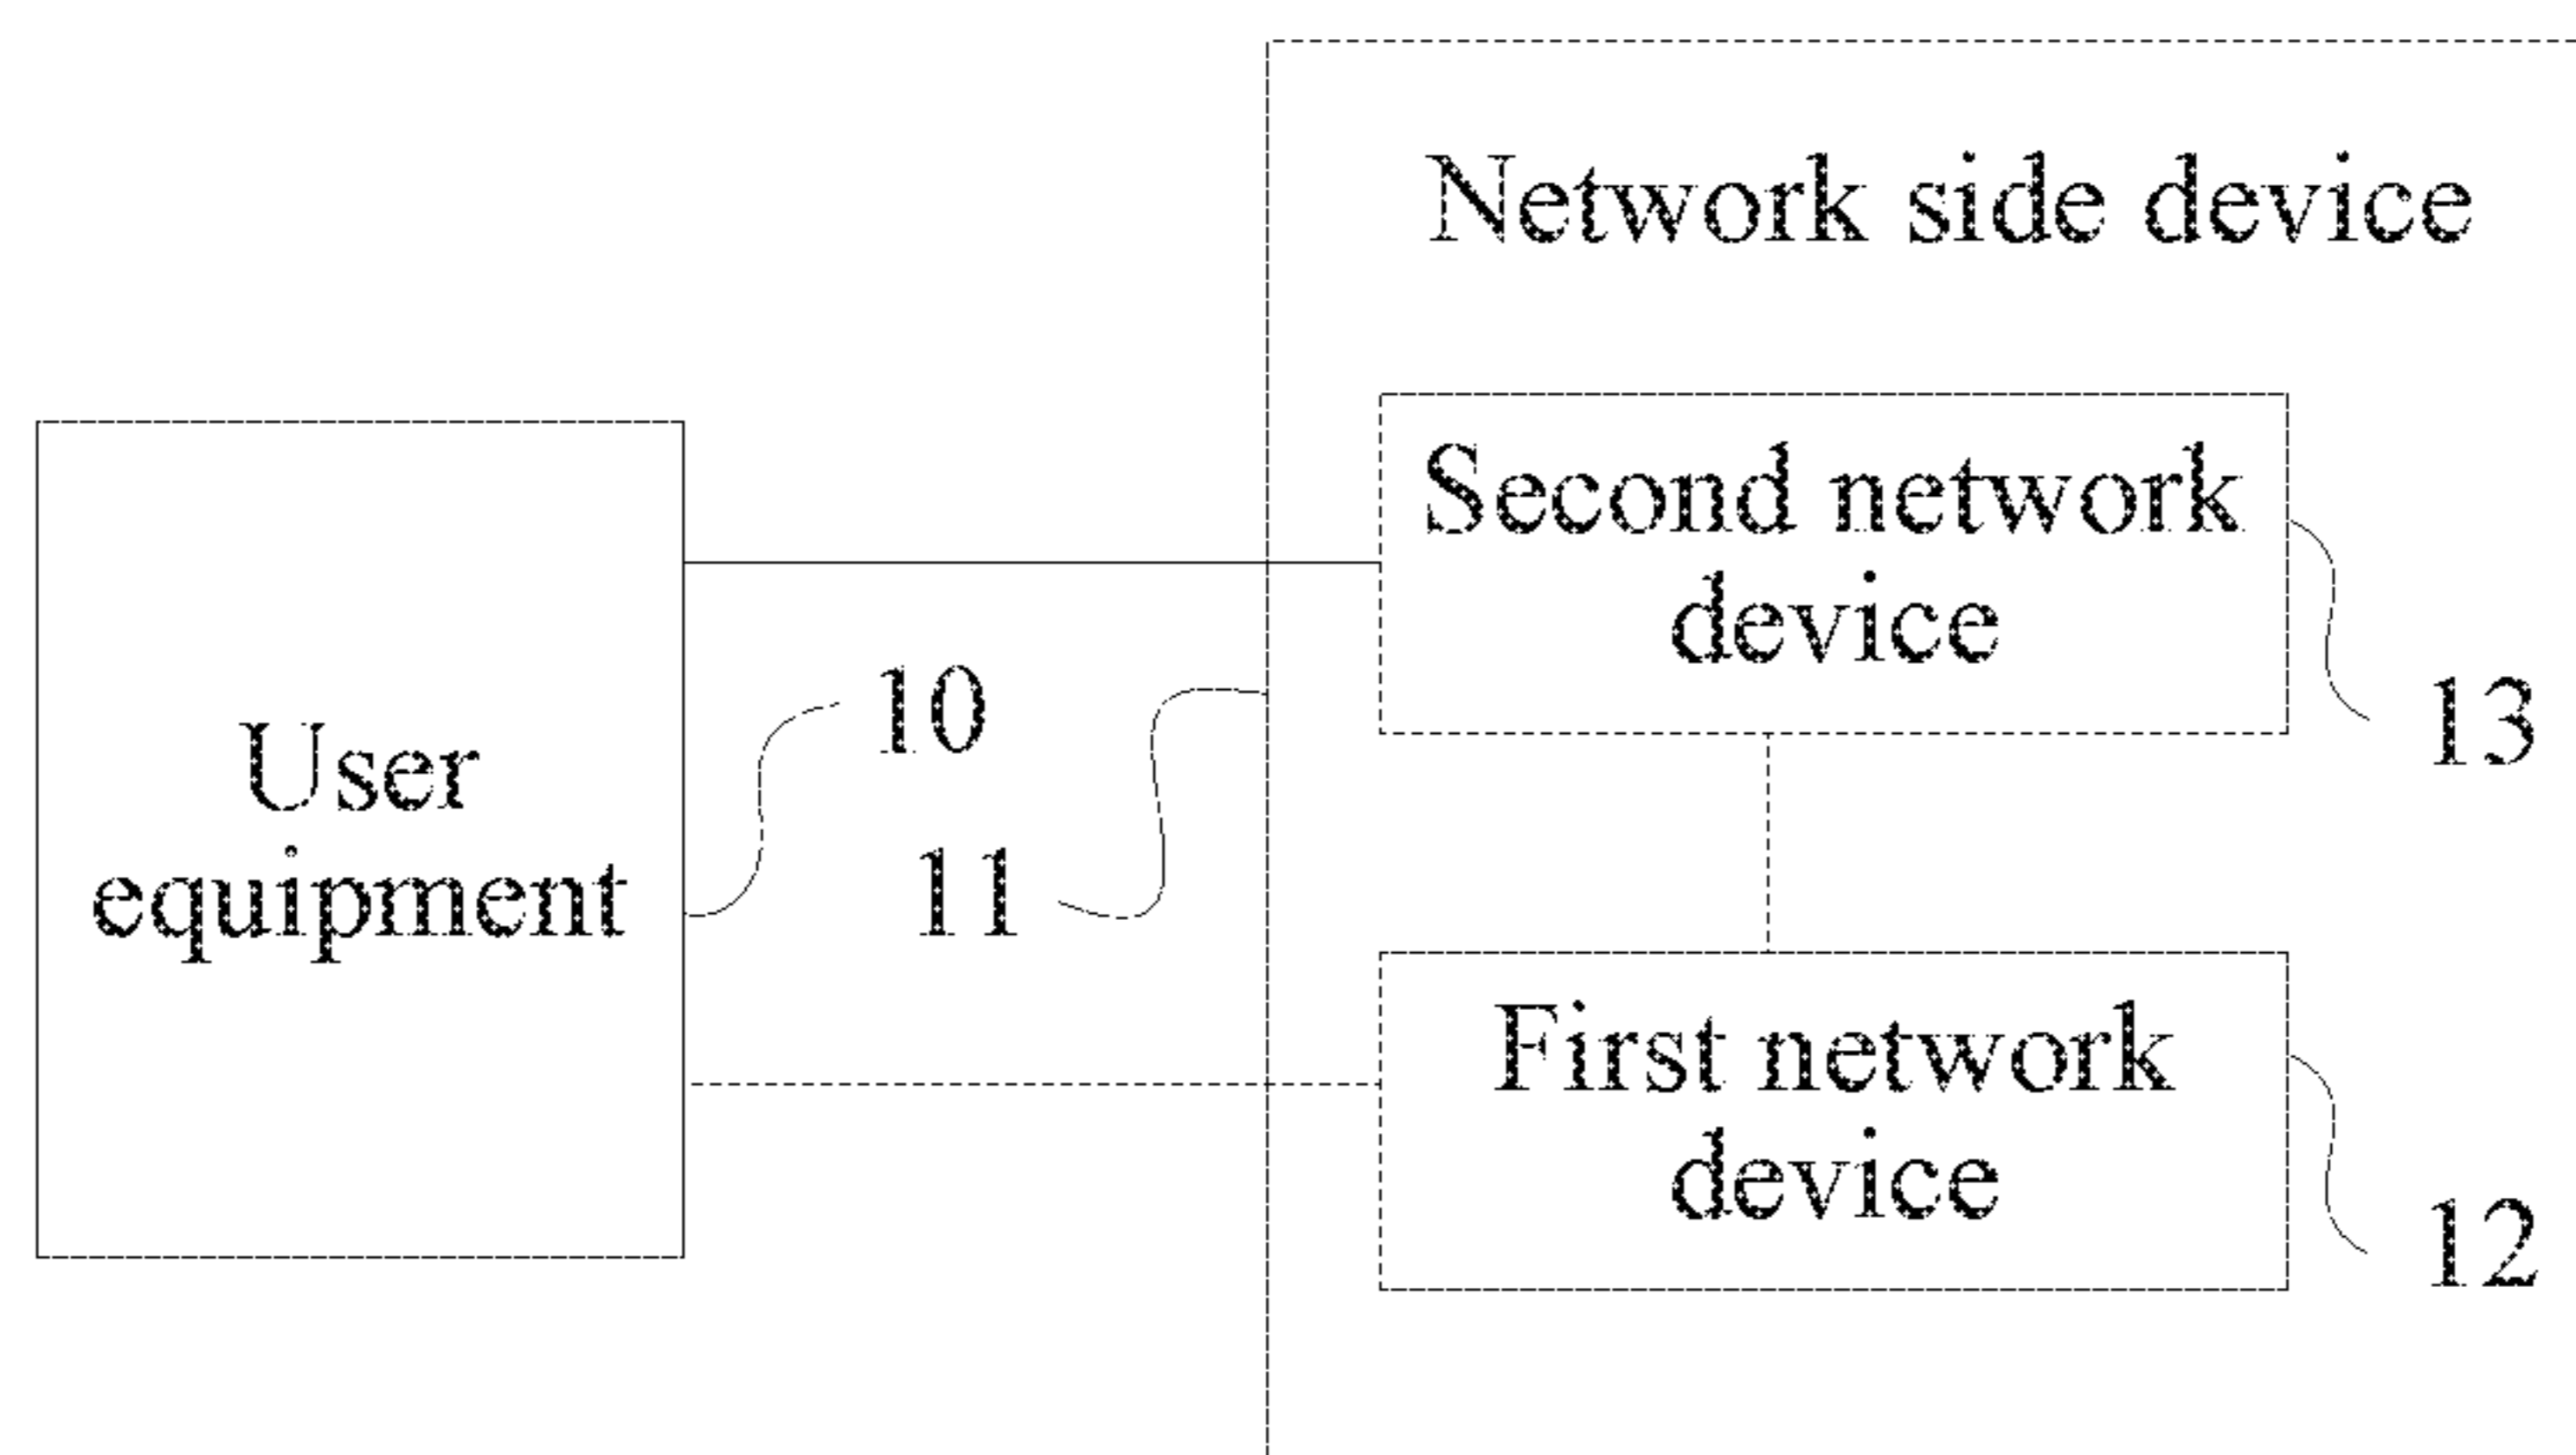 Network side device
Second network
device
13
10
User
equipment
11
First network
device
12